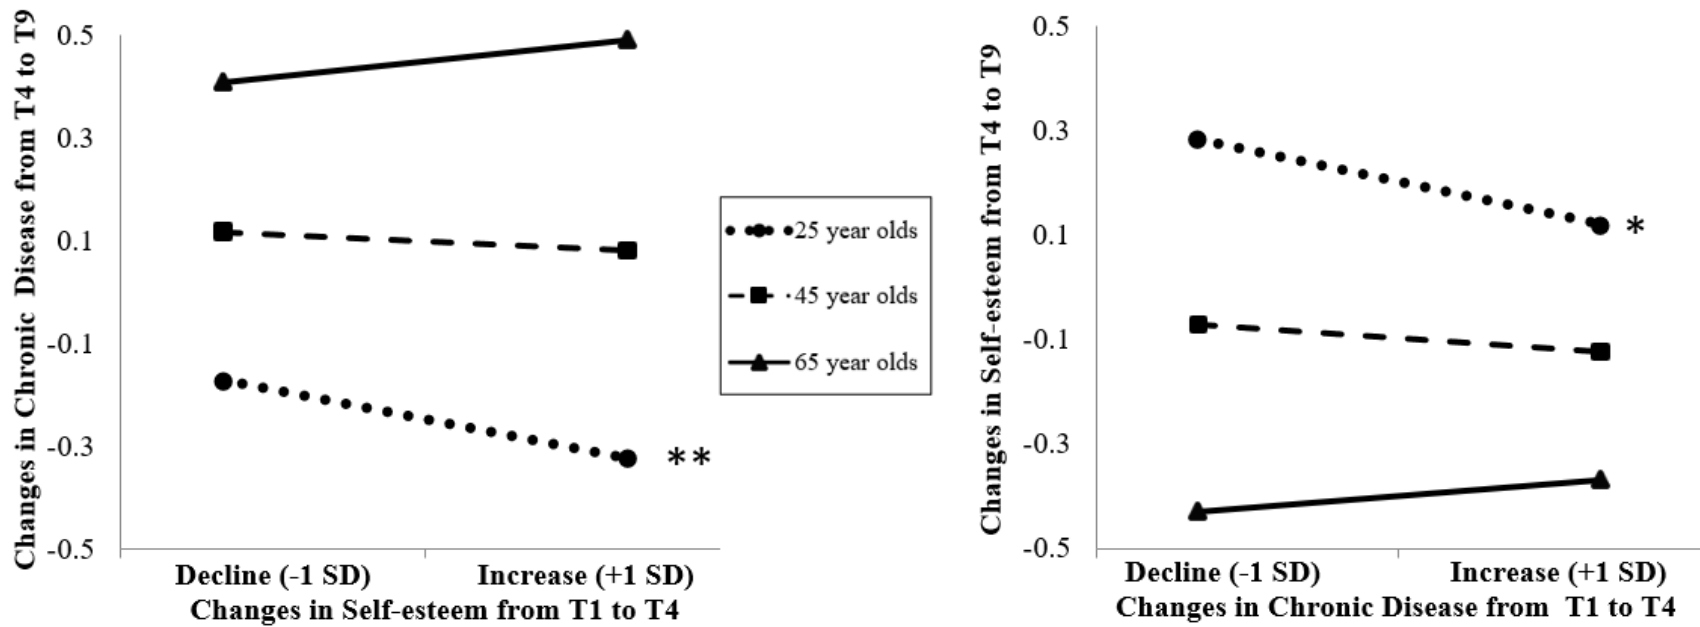 Changes in Chronic Disease from T4 to T9
0.5
0.3
0.1
-0.1
-0.3
-0.5
**
Decline (-1 SD)
Increase (+1 SD)
Changes in Self-esteem from T1 to T4
25 year olds
45 year olds
65 year olds
Changes in Self-esteem from T4 to T9
0.5
0.3
0.1
-0.1
-0.3
-0.5
*
Decline (-1 SD)
Increase (+1 SD)
Changes in Chronic Disease from T1 to T4